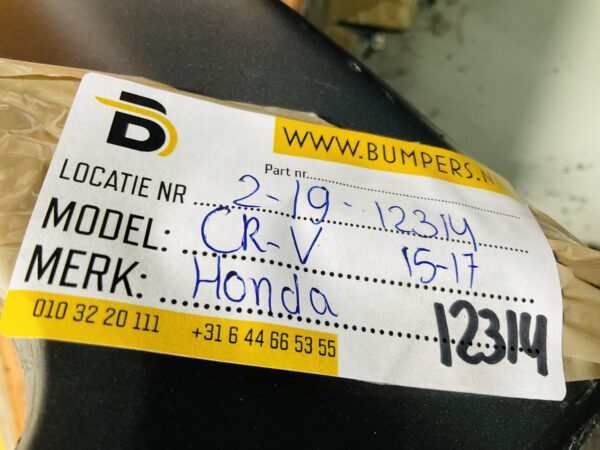 B
WWW.BUMPERS.N
Part nr
LOCATIE NR 2-19-12314
MODEL: CR-V 15-17
MERK: Honda
12314
010 32 20 111 +31 6 44 66 53 55